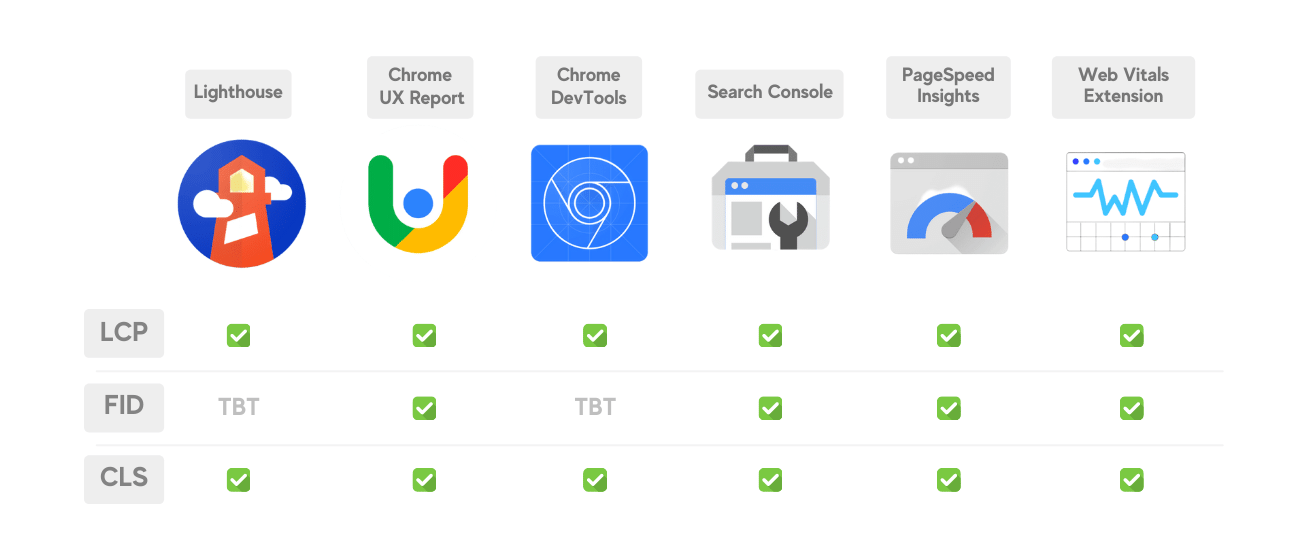 Lighthouse
Chrome
UX Report
Chrome
DevTools
Search Console
PageSpeed
Insights
Web Vitals
Extension
LCP
FID
TBT
TBT
CLS